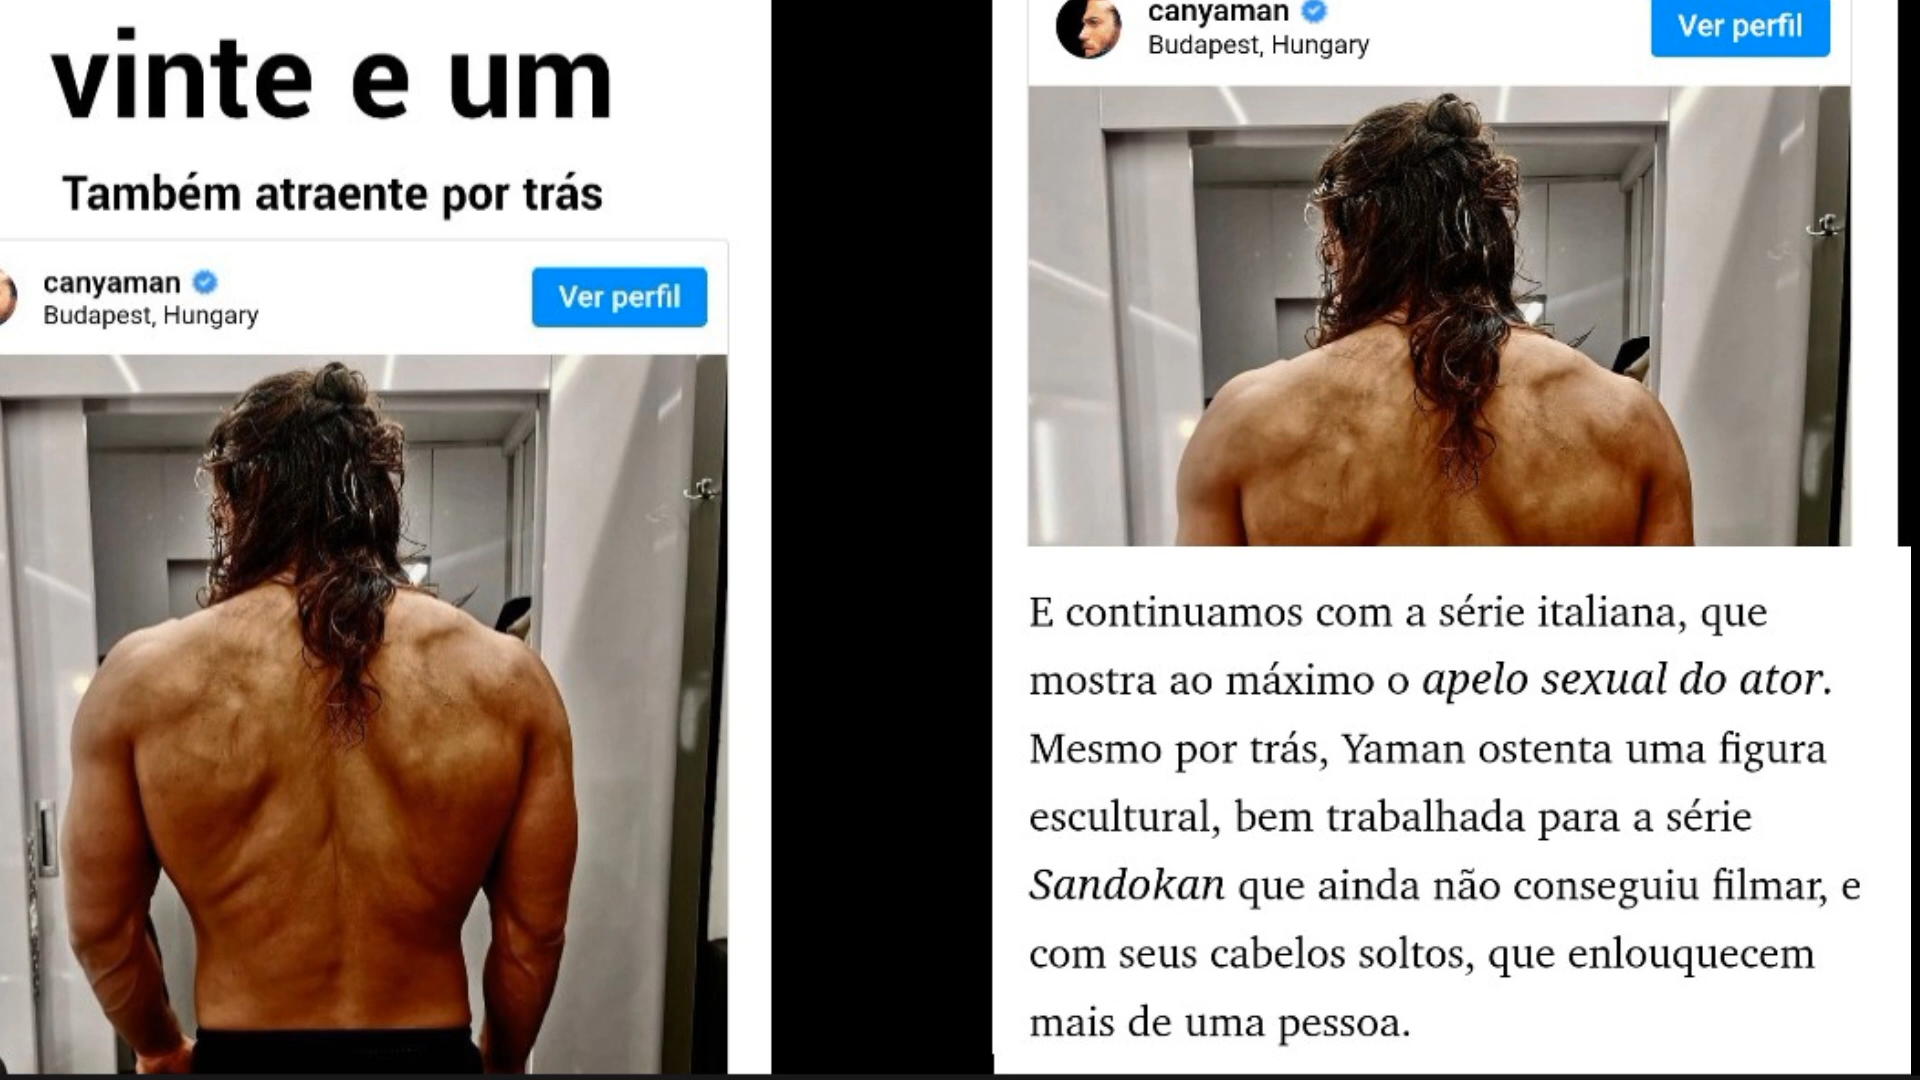 vinte e um
Também atraente por trás
canyaman
Budapest, Hungary
Ver perfil
canyaman
Budapest, Hungary
Ver perfil
E continuamos com a série italiana, que
mostra ao máximo o apelo sexual do ator.
Mesmo por trás, Yaman ostenta uma figura
escultural, bem trabalhada para a série
Sandokan que ainda não conseguiu filmar, e
com seus cabelos soltos, que enlouquecem
mais de uma pessoa.